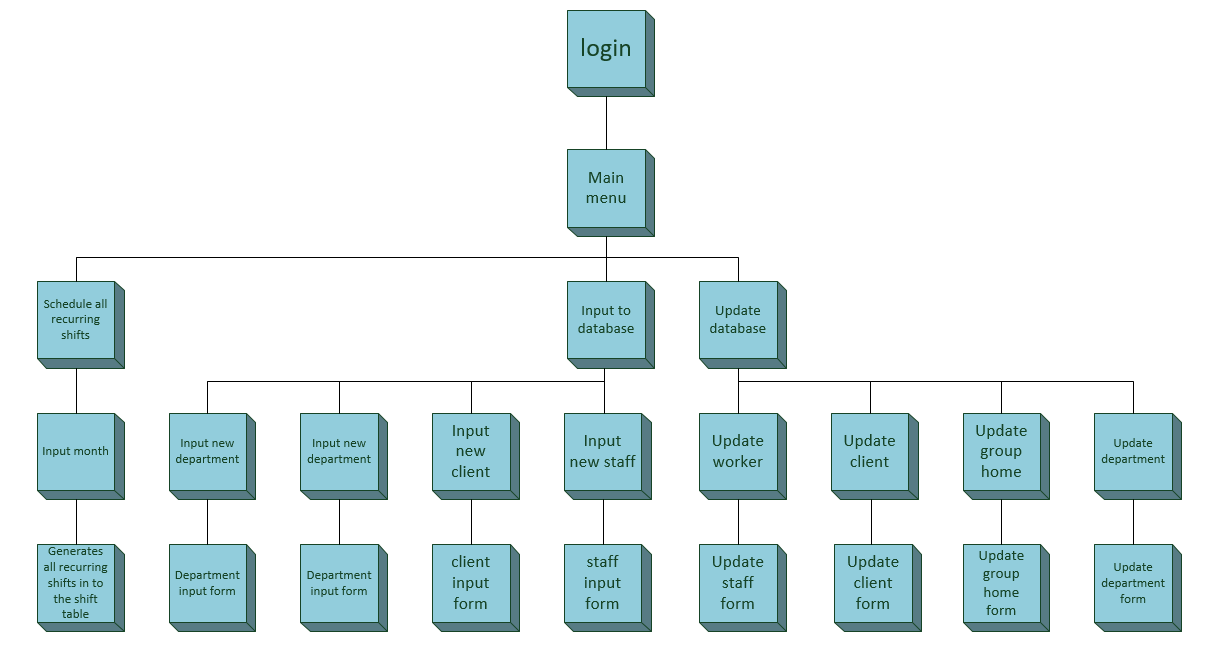 login
Main
menu
Schedule all
recurring
shifts
Input to
database
Update
database
Input month
Input new
department
Input new
department
Input
new
client
Input
new staff
Update
worker
Update
client
Update
group
home
Update
department
Generates
all recurring
shifts in to
the shift
table
Department
input form
Department
input form
client
input
form
staff
input
form
Update
staff
form
Update
client
form
Update
group
home
form
Update
department
form